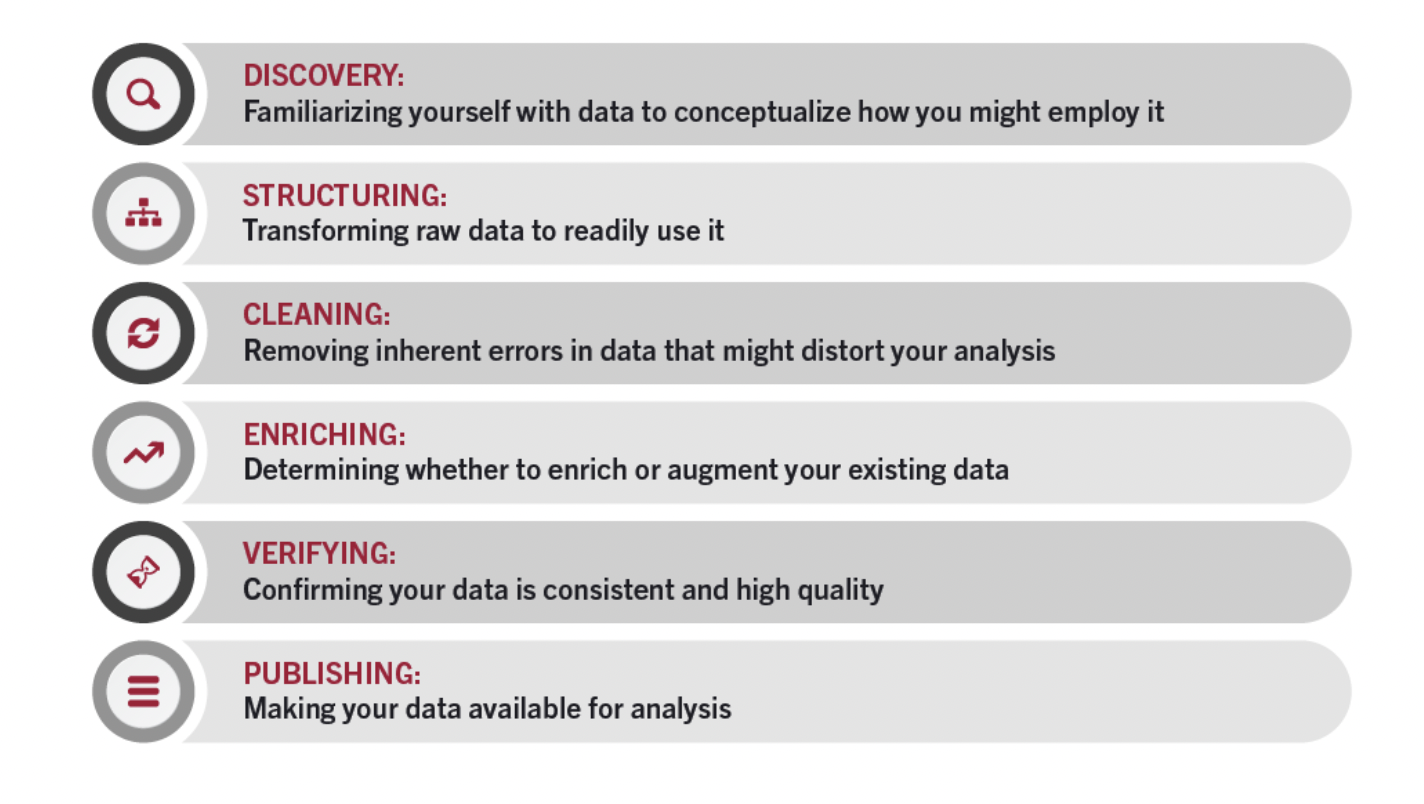 DISCOVERY:
Familiarizing yourself with data to conceptualize how you might employ it
STRUCTURING:
Transforming raw data to readily use it
CLEANING:
Removing inherent errors in data that might distort your analysis
ENRICHING:
Determining whether to enrich or augment your existing data
VERIFYING:
Confirming your data is consistent and high quality
PUBLISHING:
Making your data available for analysis